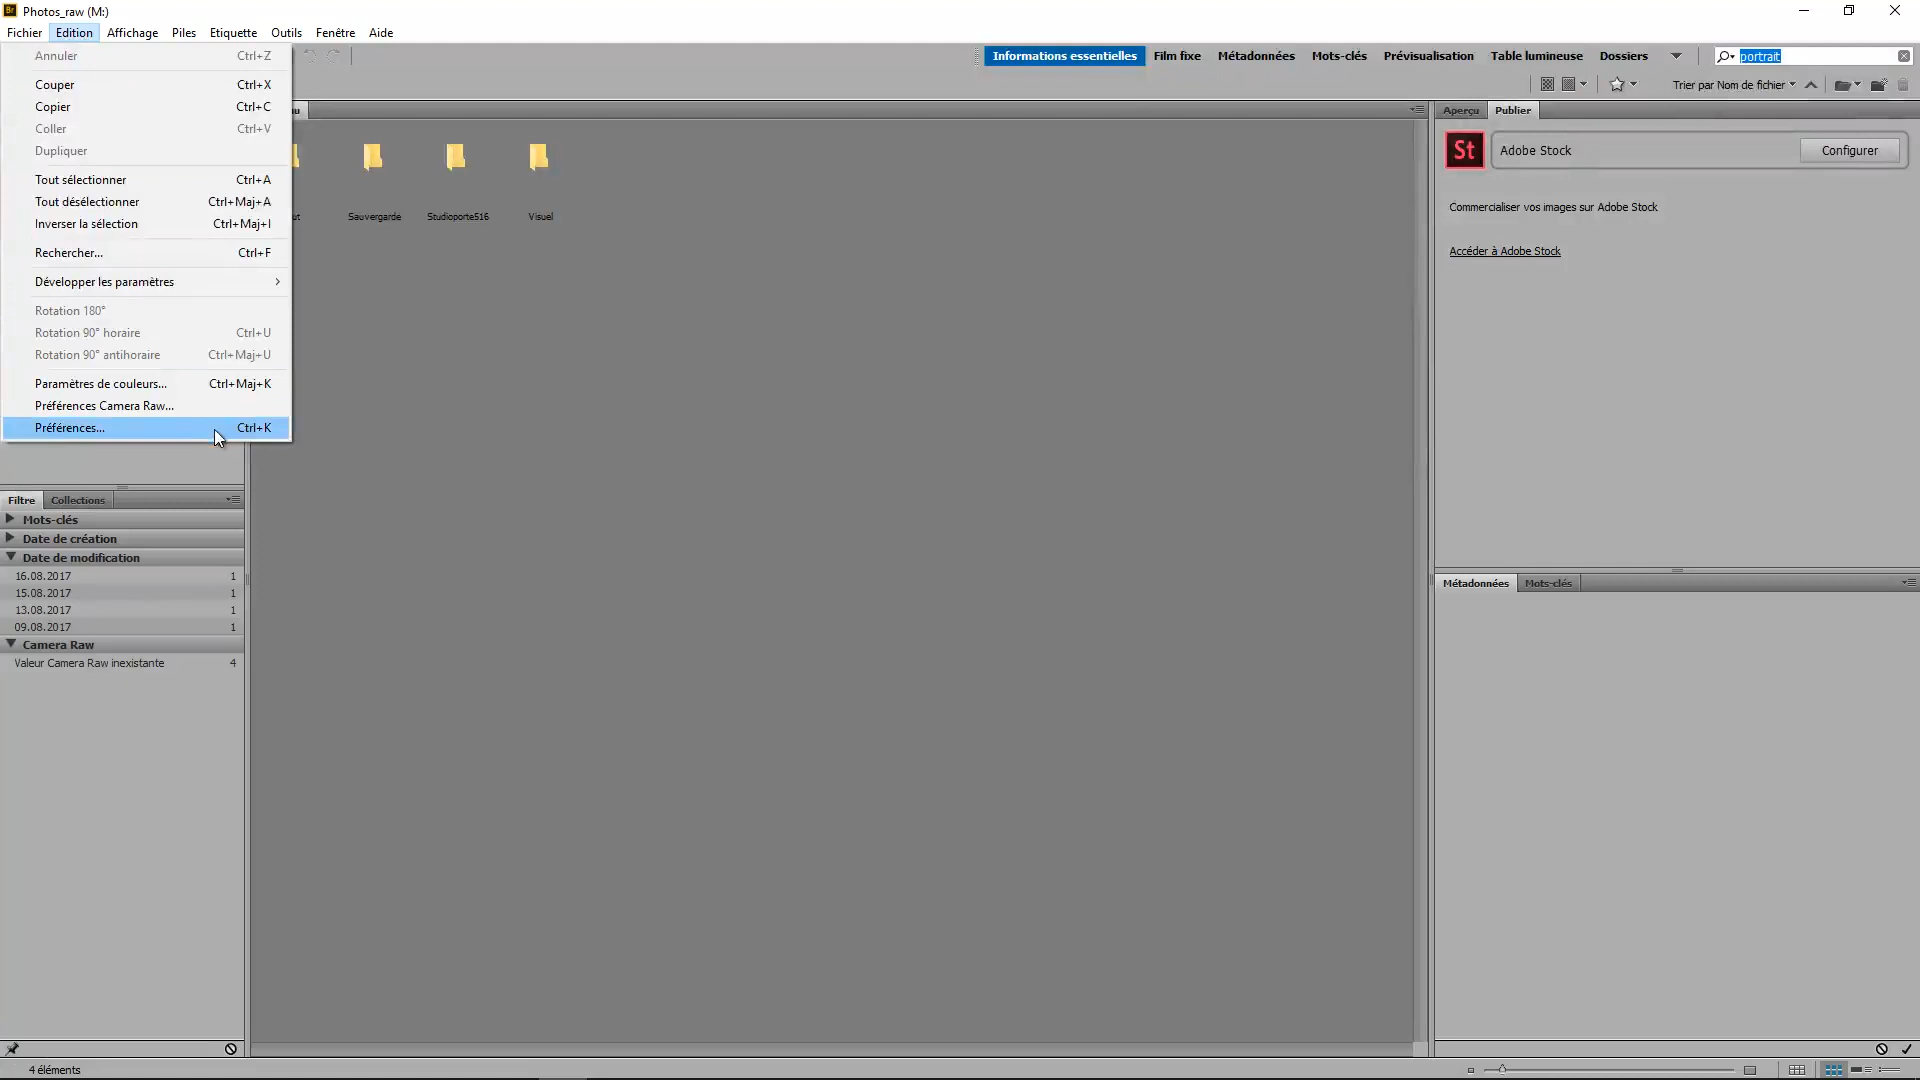 Br Photos_raw (M:)
Fichier Edition Affichage Piles Etiquette Outils Fenêtre Aide
Annuler Ctrl+Z
Couper Ctrl+X
Copier Ctrl+C
Coller Ctrl+V
Dupliquer
Tout sélectionner Ctrl+A
Tout désélectionner Ctrl+Maj+A
Inverser la sélection Ctrl+Maj+I
Rechercher... Ctrl+F
Développer les paramètres
Rotation 180°
Rotation 90° horaire Ctrl+U
Rotation 90° antihoraire Ctrl+Maj+U
Paramètres de couleurs... Ctrl+Maj+K
Préférences Camera Raw...
Préférences... Ctrl+K
Informations essentielles Film fixe Métadonnées Mots-clés Prévisualisation Table lumineuse Dossiers portrait
Trier par Nom de fichier
Sauvergarde Studioporte516 Visuel
Aperçu Publier
St Adobe Stock Configurer
Commercialiser vos images sur Adobe Stock
Accéder à Adobe Stock
Filtre Collections
Mots-clés
Date de création
Date de modification
16.08.2017 1
15.08.2017 1
13.08.2017 1
09.08.2017 1
Camera Raw
Valeur Camera Raw inexistante 4
Métadonnées Mots-clés
4 éléments